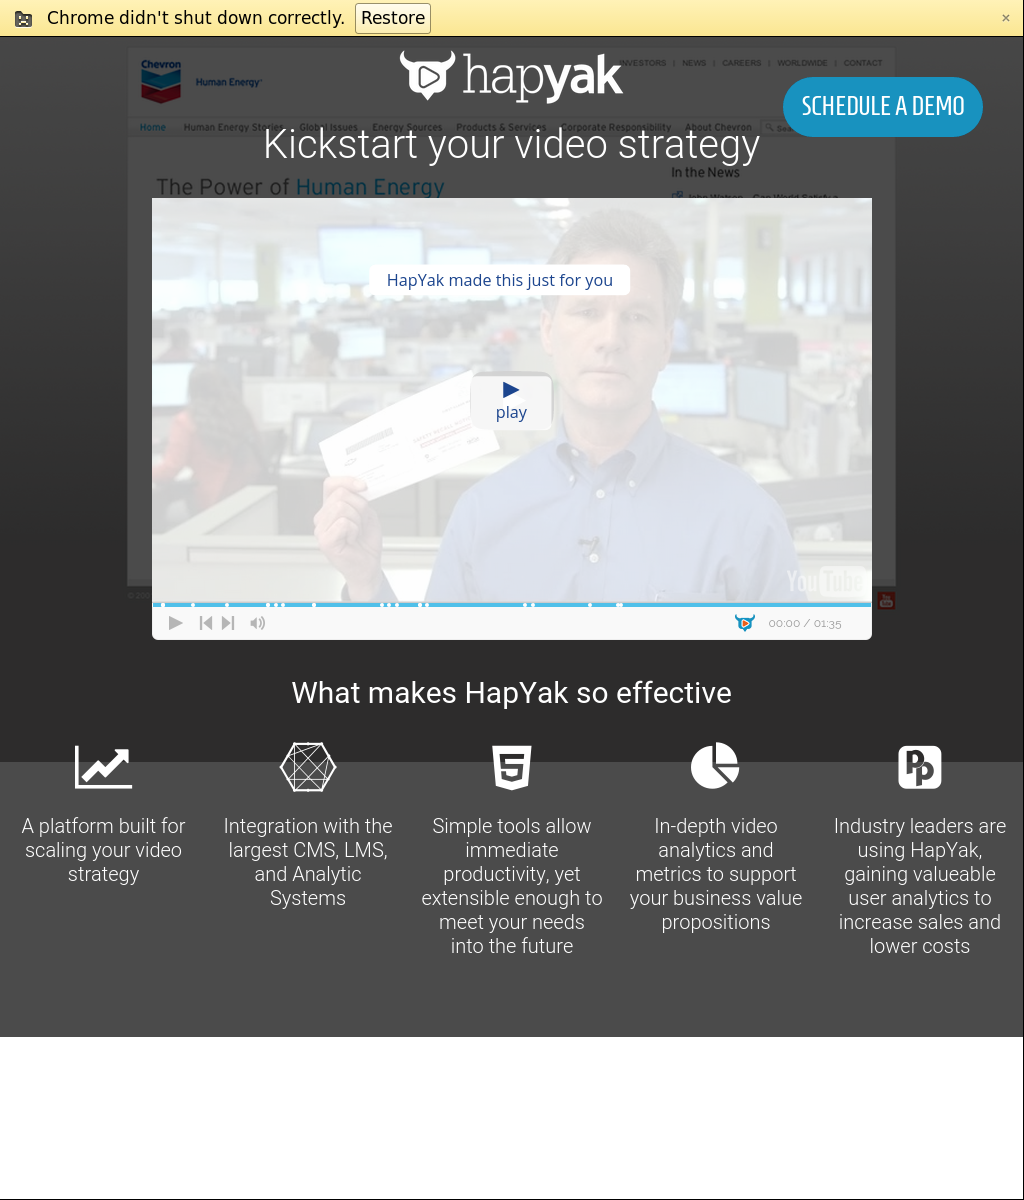 Chrome didn't shut down correctly. Restore
Chevron
Human Energy
INVESTORS | NEWS | CAREERS | WORLDWIDE | CONTACT
hapyak
SCHEDULE A DEMO
Home Human Energy Stories Global Issues Energy Sources Products & Services Corporate Responsibility About Chevron
Kickstart your video strategy
In the News
The Power of Human Energy
HapYak made this just for you
play
YouTube
00:00 / 01:35
What makes HapYak so effective
A platform built for
scaling your video
strategy
Integration with the
largest CMS, LMS,
and Analytic
Systems
Simple tools allow
immediate
productivity, yet
extensible enough to
meet your needs
into the future
In-depth video
analytics and
metrics to support
your business value
propositions
Industry leaders are
using HapYak,
gaining valueable
user analytics to
increase sales and
lower costs